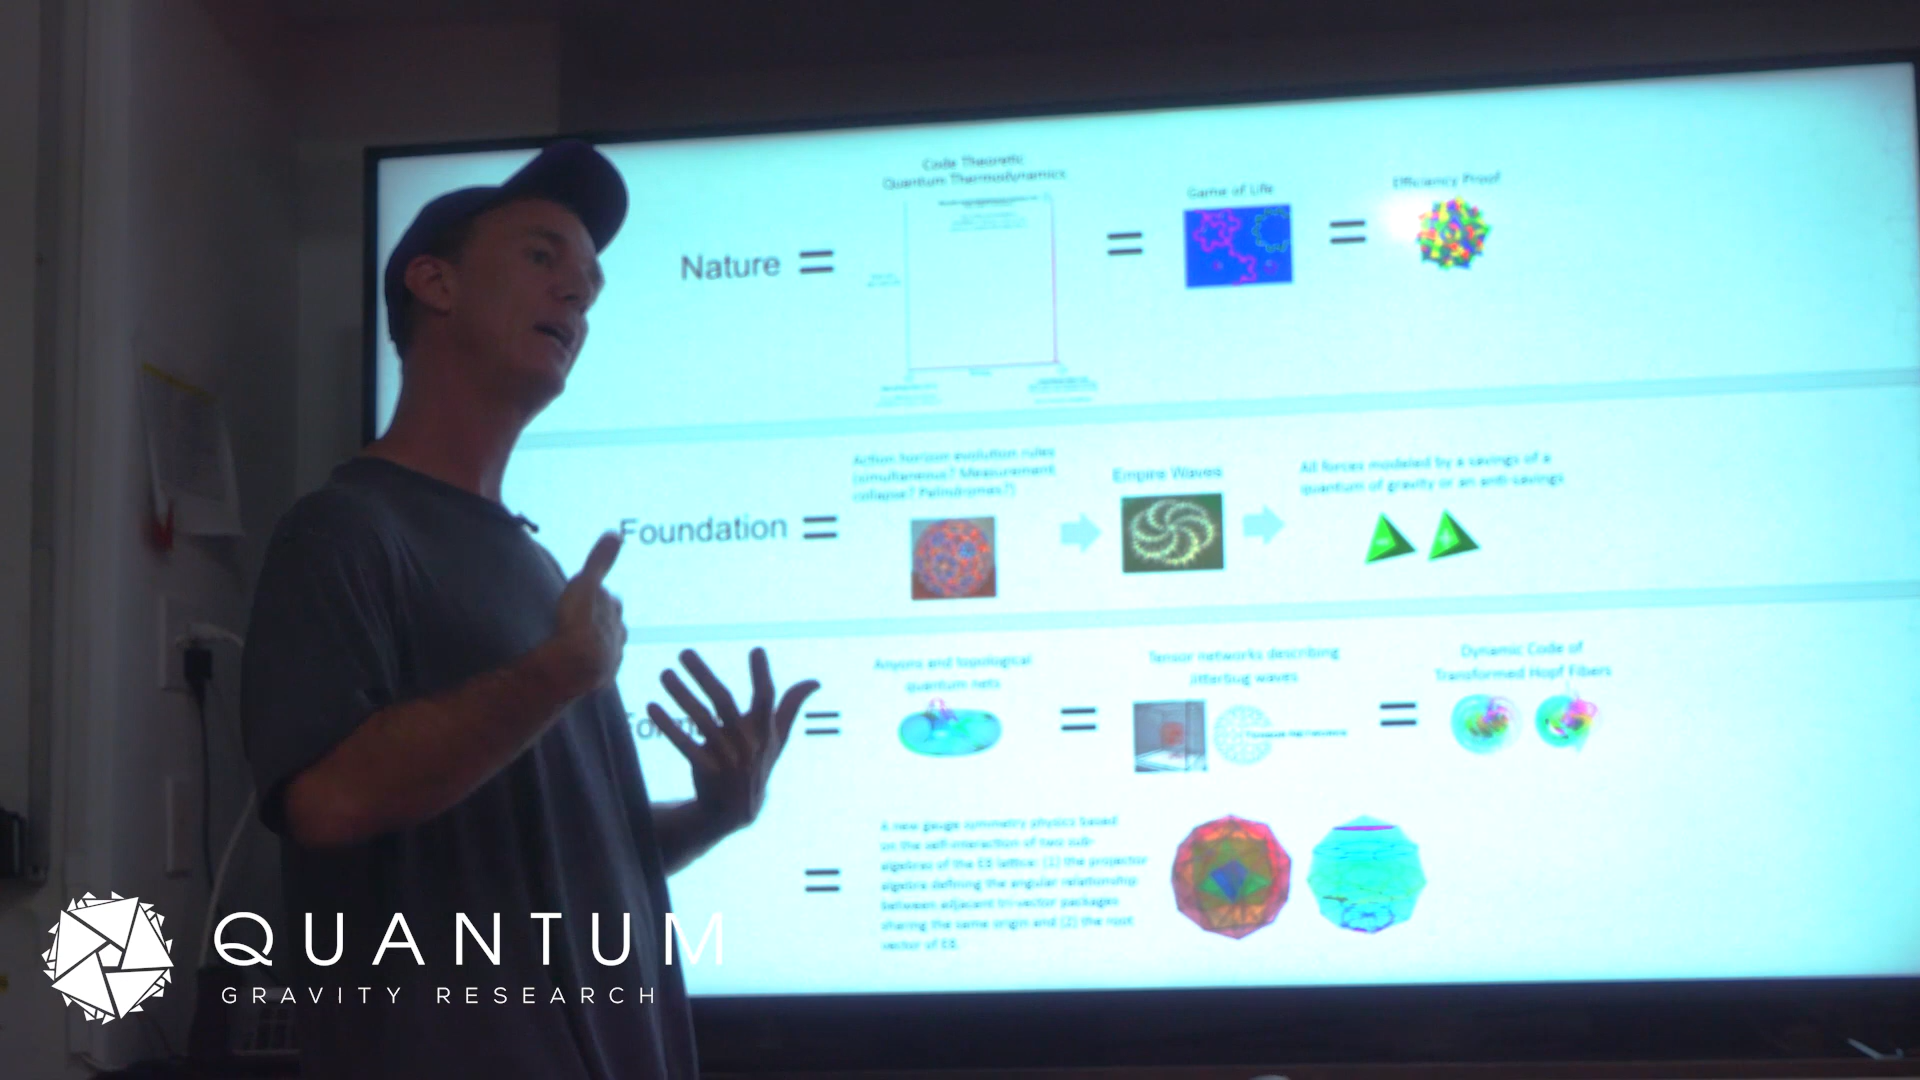 Code Theoretic
Quantum Thermodynamics
Game of Life
Efficiency Proof
Nature =
=
=
Action horizon evolution rules
(simultaneous? Measurement
collapse? Palindromes?)
Empire Waves
All forces modeled by a savings of a
quantum of gravity or an anti-savings
Foundation =
Anyons and topological
quantum nets
Tensor networks describing
jitterbug waves
Dynamic Code of
Transformed Hopf Fibers
=
=
=
A new gauge symmetry physics based
on the self-interaction of two sub-
algebras of the E8 lattice: (1) the projector
algebra defining the angular relationship
between adjacent tri-vector packages
sharing the same origin and (2) the root
vector of E8.
=
QUANTUM
GRAVITY RESEARCH